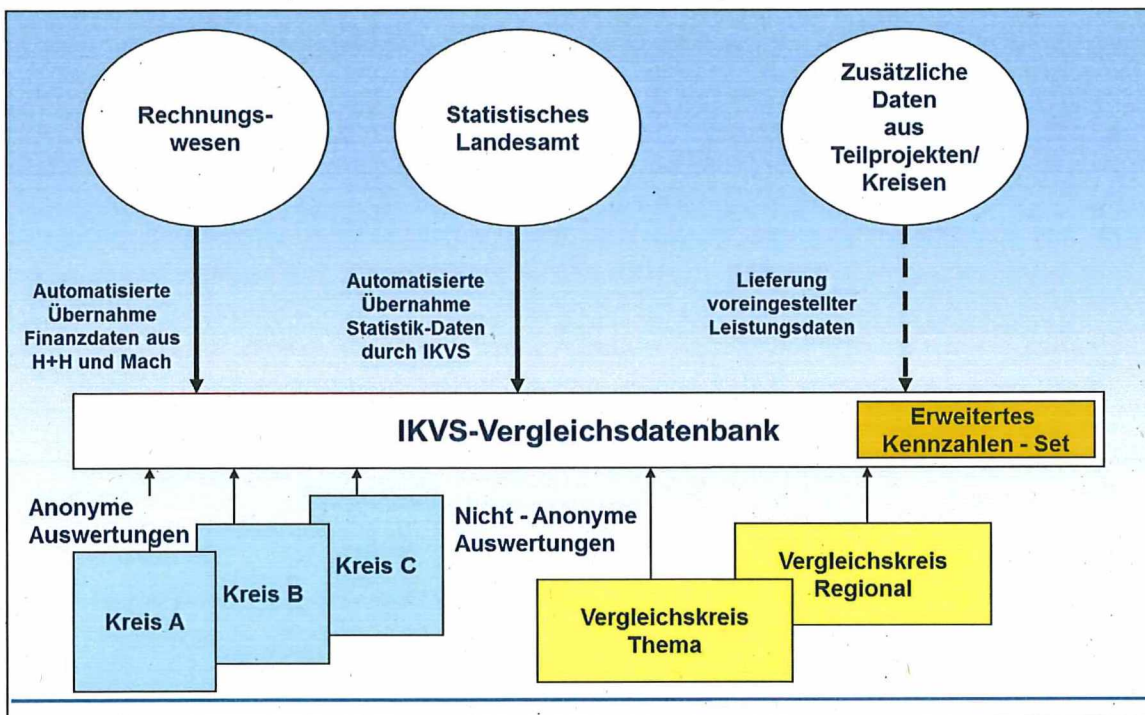 Rechnungs-
wesen
Statistisches
Landesamt
Zusätzliche
Daten
aus
Teilprojekten/
Kreisen
Automatisierte
Übernahme
Finanzdaten aus
H+H und Mach
Automatisierte
Übernahme
Statistik-Daten
durch IKVS
Lieferung
voreingestellter
Leistungsdaten
IKVS-Vergleichsdatenbank
Erweitertes
Kennzahlen - Set
Anonyme
Auswertungen
Kreis A
Kreis B
Kreis C
Nicht - Anonyme
Auswertungen
Vergleichskreis
Thema
Vergleichskreis
Regional